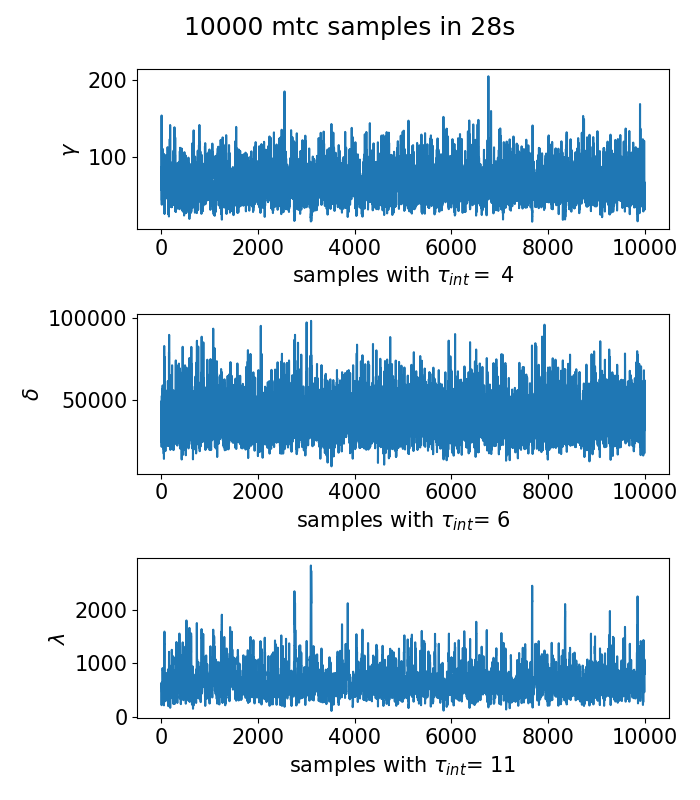 10000 mtc samples in 28s
200
100
γ
0 2000 4000 6000 8000 10000
samples with τint = 4
100000
50000
δ
0 2000 4000 6000 8000 10000
samples with τint= 6
2000
1000
0
λ
0 2000 4000 6000 8000 10000
samples with τint= 11